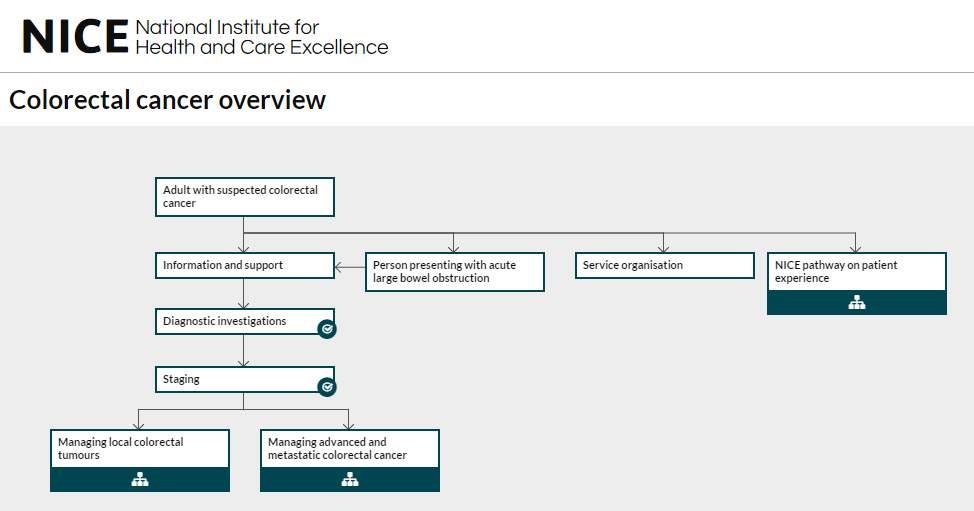 NICE National Institute for
Health and Care Excellence
Colorectal cancer overview
Adult with suspected colorectal
cancer
Information and support
Person presenting with acute
large bowel obstruction
Service organisation
NICE pathway on patient
experience
Diagnostic investigations
Staging
Managing local colorectal
tumours
Managing advanced and
metastatic colorectal cancer